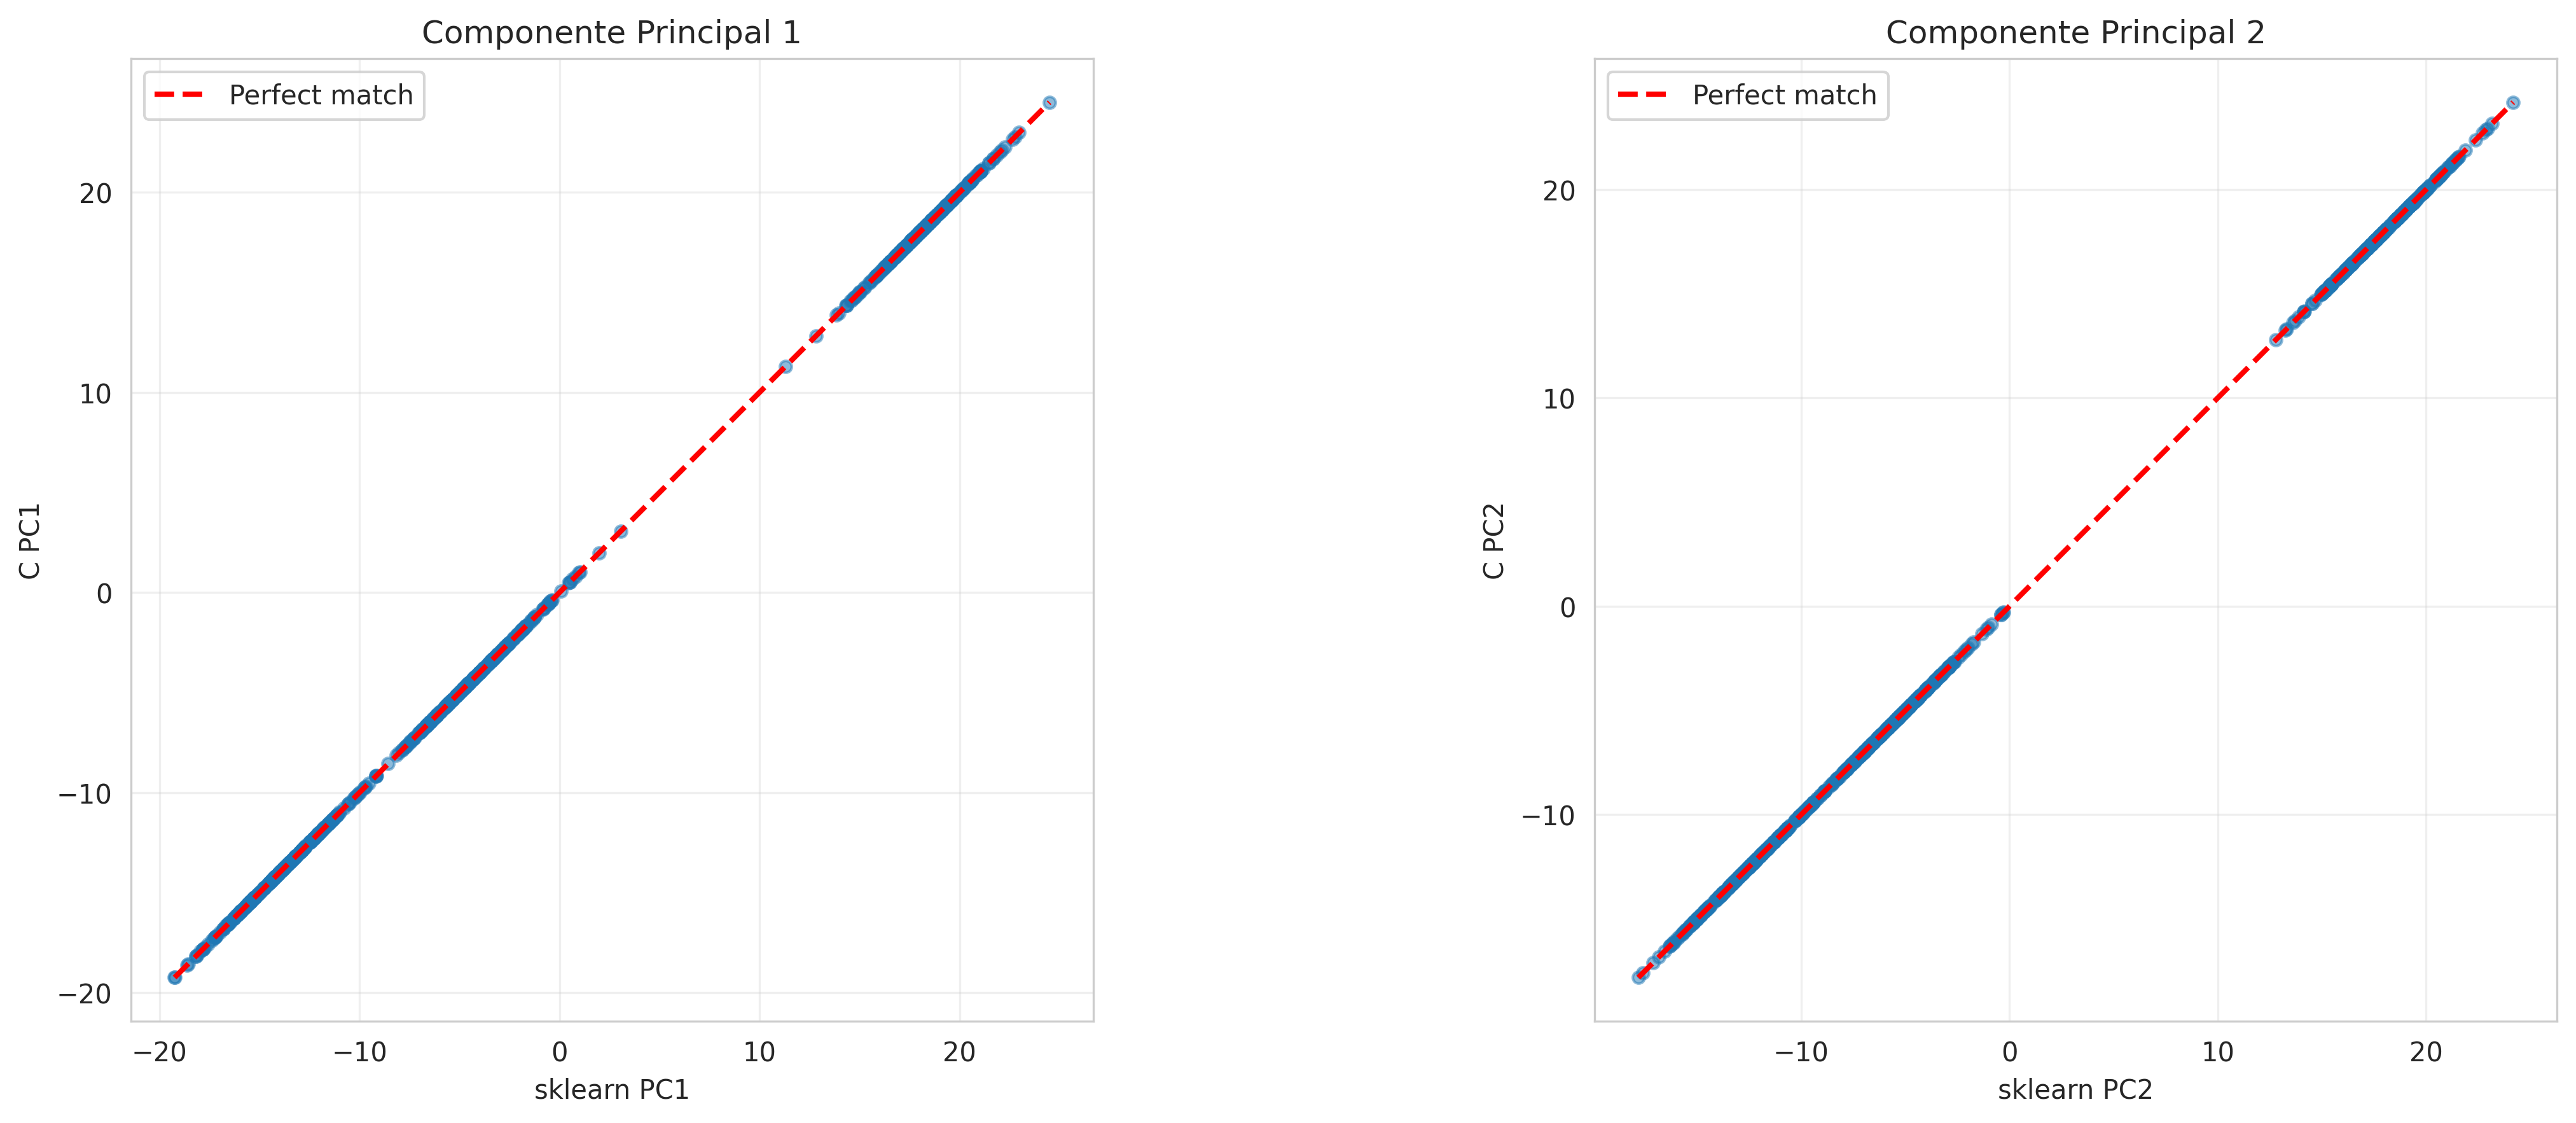 Componente Principal 1
Perfect match
20
10
0
−10
−20
C PC1
−20 −10 0 10 20
sklearn PC1
Componente Principal 2
Perfect match
20
10
0
−10
C PC2
−10 0 10 20
sklearn PC2